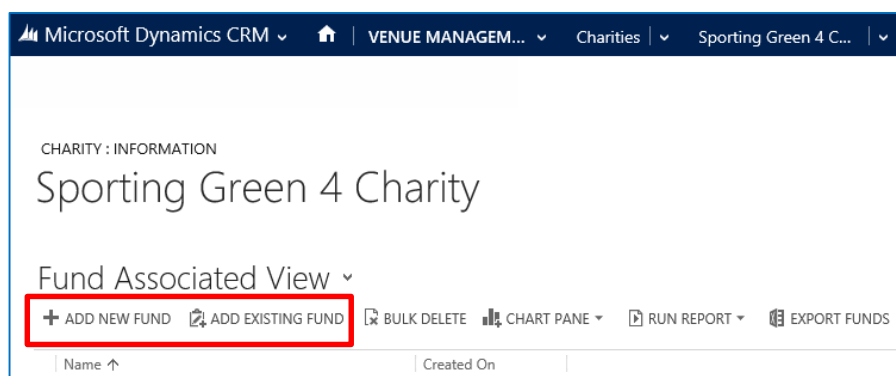 Microsoft Dynamics CRM VENUE MANAGEM... Charities Sporting Green 4 C...
CHARITY : INFORMATION
Sporting Green 4 Charity
Fund Associated View
ADD NEW FUND ADD EXISTING FUND BULK DELETE CHART PANE RUN REPORT EXPORT FUNDS
Name Created On